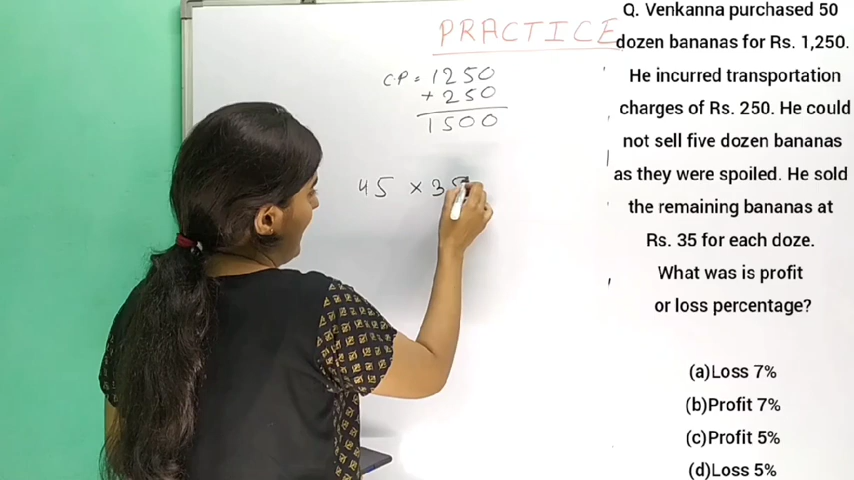 PRACTICE
C.P = 1250
+ 250
1500
45 × 35
Q. Venkanna purchased 50
dozen bananas for Rs. 1,250.
He incurred transportation
charges of Rs. 250. He could
not sell five dozen bananas
as they were spoiled. He sold
the remaining bananas at
Rs. 35 for each doze.
What was is profit
or loss percentage?
(a)Loss 7%
(b)Profit 7%
(c)Profit 5%
(d)Loss 5%